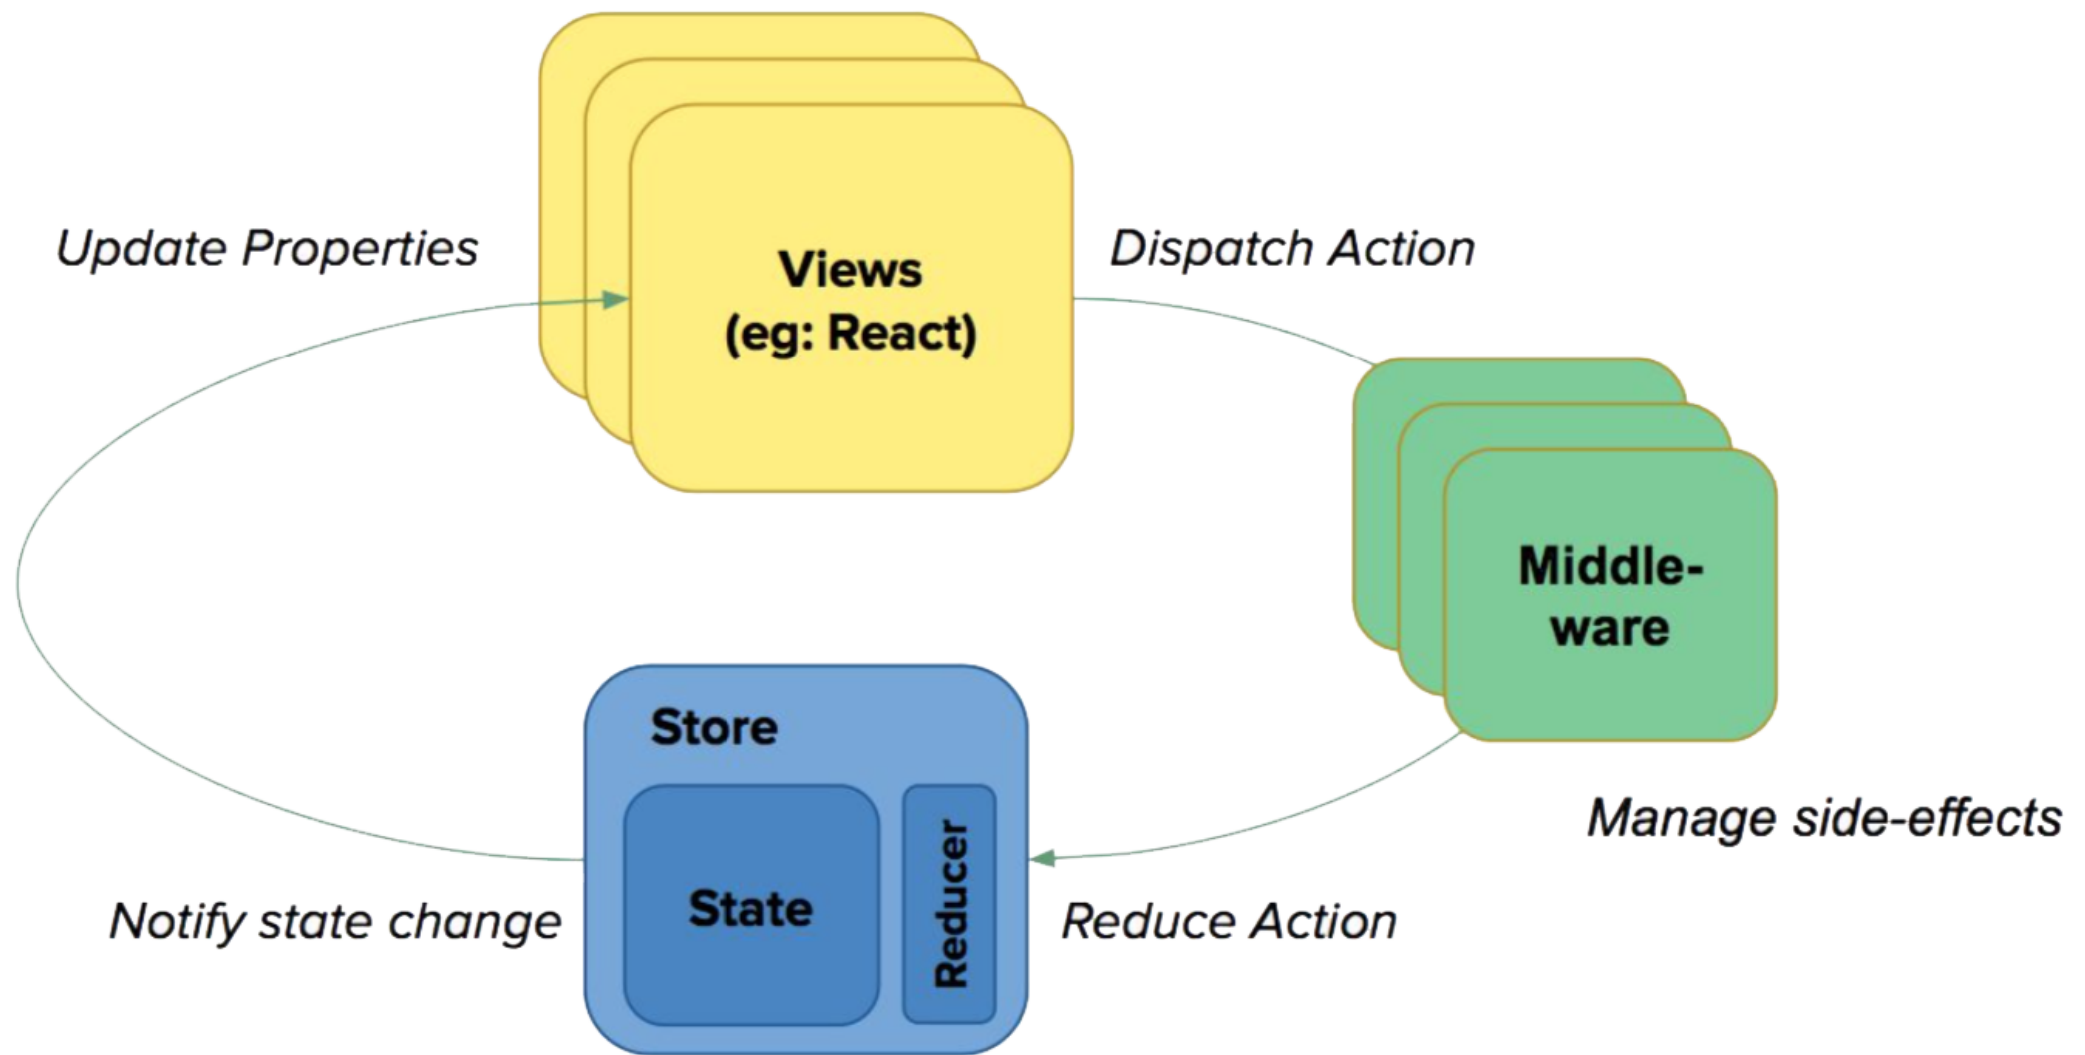 Update Properties
Views
(eg: React)
Dispatch Action
Middle-
ware
Manage side-effects
Store
State
Reducer
Notify state change
Reduce Action